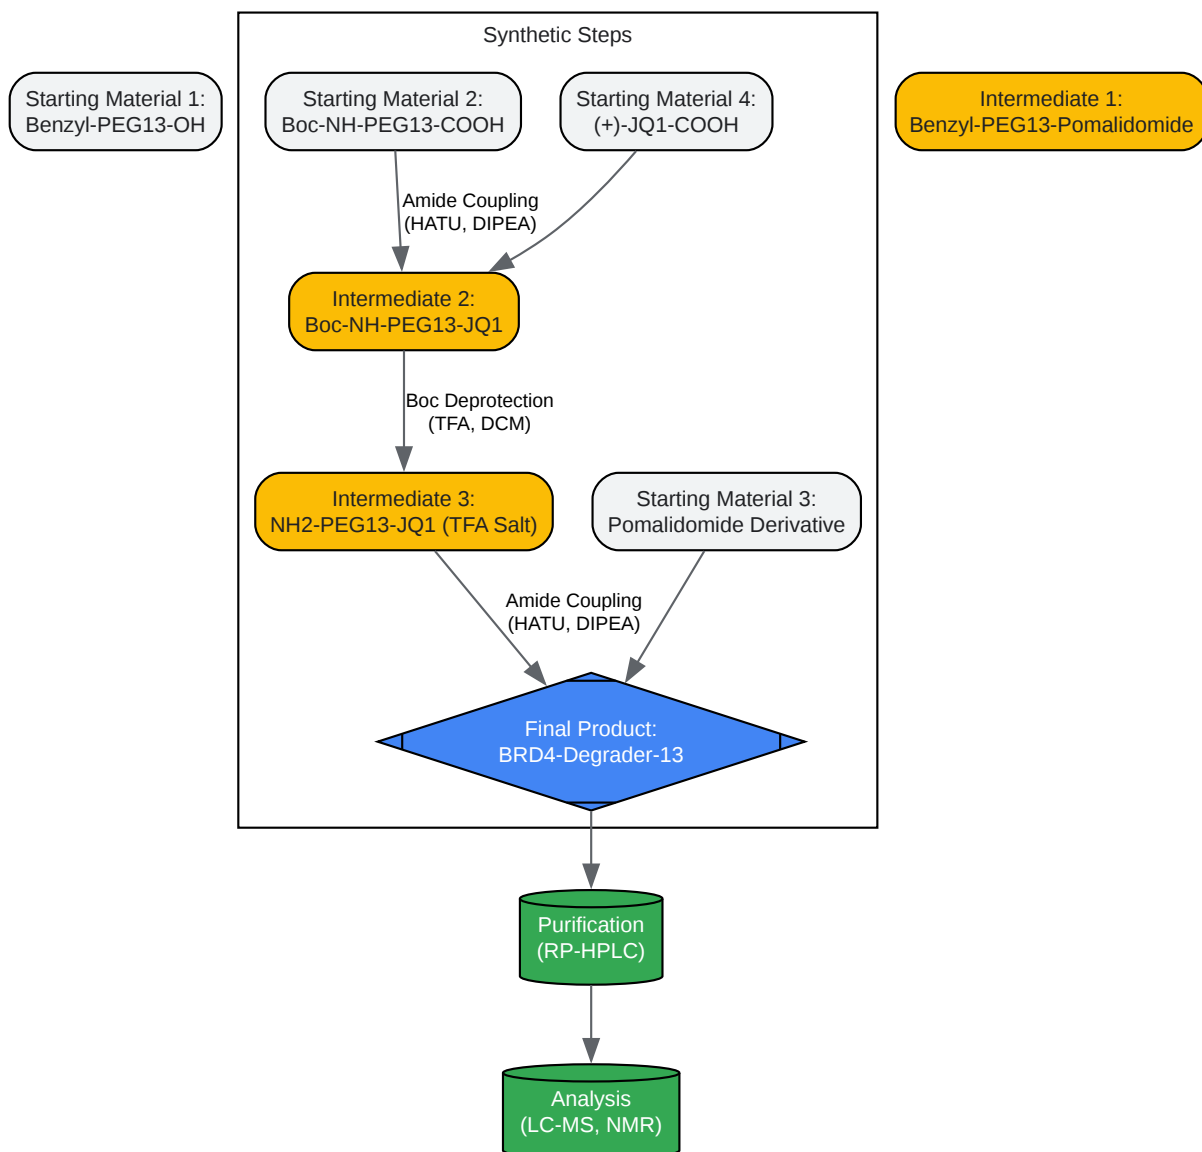 Synthetic Steps
Starting Material 1:
Benzyl-PEG13-OH
Starting Material 2:
Boc-NH-PEG13-COOH
Starting Material 4:
(+)-JQ1-COOH
Intermediate 1:
Benzyl-PEG13-Pomalidomide
Amide Coupling
(HATU, DIPEA)
Intermediate 2:
Boc-NH-PEG13-JQ1
Boc Deprotection
(TFA, DCM)
Intermediate 3:
NH2-PEG13-JQ1 (TFA Salt)
Starting Material 3:
Pomalidomide Derivative
Amide Coupling
(HATU, DIPEA)
Final Product:
BRD4-Degrader-13
Purification
(RP-HPLC)
Analysis
(LC-MS, NMR)